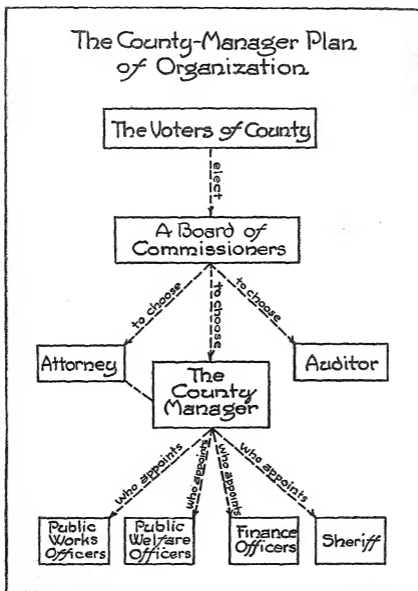 The County-Manager Plan
of Organization
The Voters of County
elect
A Board of
Commissioners
to choose
to choose
to choose
Attorney
The
County
Manager
Auditor
who appoints
who appoints
who appoints
who appoints
Public
Works
Officers
Public
Welfare
Officers
Finance
Officers
Sheriff